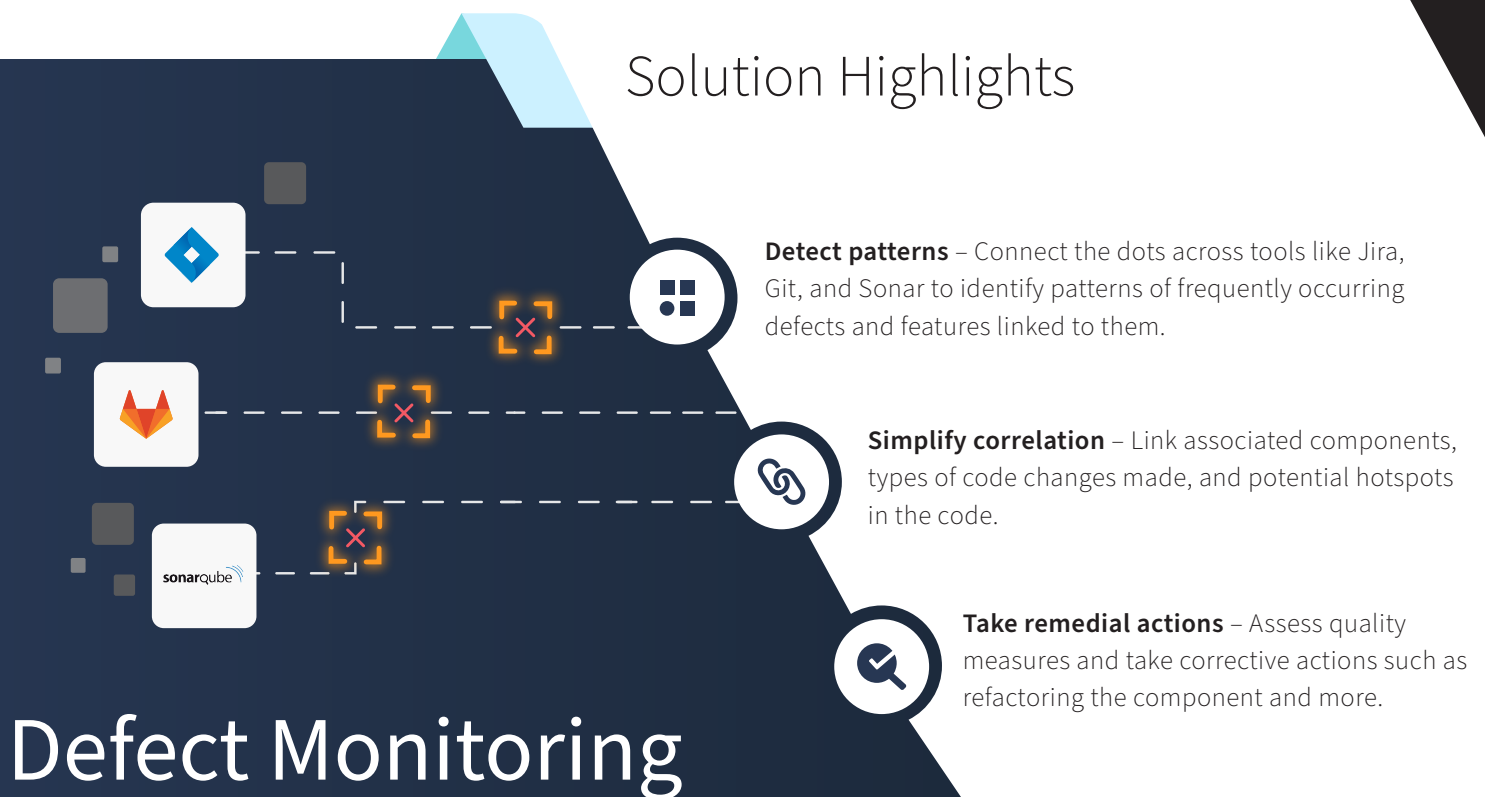 Solution Highlights
Detect patterns – Connect the dots across tools like Jira,
Git, and Sonar to identify patterns of frequently occurring
defects and features linked to them.
Simplify correlation – Link associated components,
types of code changes made, and potential hotspots
in the code.
sonarqube
Take remedial actions – Assess quality
measures and take corrective actions such as
refactoring the component and more.
Defect Monitoring